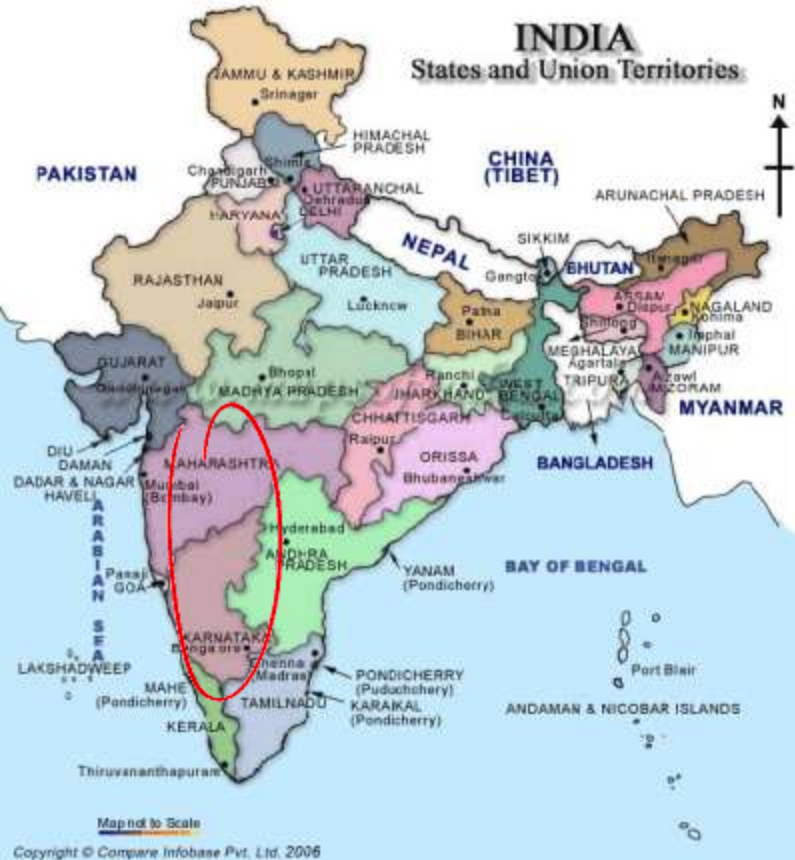 INDIA
States and Union Territories
N
JAMMU & KASHMIR
Srinagar
HIMACHAL
PRADESH
Shimla
Chandigarh
PUNJAB
UTTARANCHAL
Dehradun
HARYANA
DELHI
PAKISTAN
CHINA
(TIBET)
ARUNACHAL PRADESH
Itanagar
SIKKIM
NEPAL
Gangtok
BHUTAN
RAJASTHAN
Jaipur
UTTAR
PRADESH
Lucknow
Patna
BIHAR
ASSAM
Dispur
NAGALAND
Kohima
Shillong
MEGHALAYA
Imphal
MANIPUR
Agartala
TRIPURA
Aizawl
MIZORAM
MYANMAR
GUJARAT
Gandhinagar
Bhopal
MADHYA PRADESH
Ranchi
JHARKHAND
WEST
BENGAL
Calcutta
CHHATTISGARH
Raipur
ORISSA
Bhubaneshwar
BANGLADESH
DIU
DAMAN
DADAR & NAGAR
HAVELI
MAHARASHTRA
Mumbai
(Bombay)
ARABIAN SEA
Hyderabad
ANDHRA
PRADESH
YANAM
(Pondicherry)
BAY OF BENGAL
Panaji
GOA
KARNATAKA
Bangalore
Chennai
(Madras)
LAKSHADWEEP
MAHE
(Pondicherry)
PONDICHERRY
(Puduchchery)
TAMILNADU
KARAIKAL
(Pondicherry)
KERALA
Thiruvananthapuram
Port Blair
ANDAMAN & NICOBAR ISLANDS
Map not to Scale
Copyright © Compare Infobase Pvt. Ltd. 2006